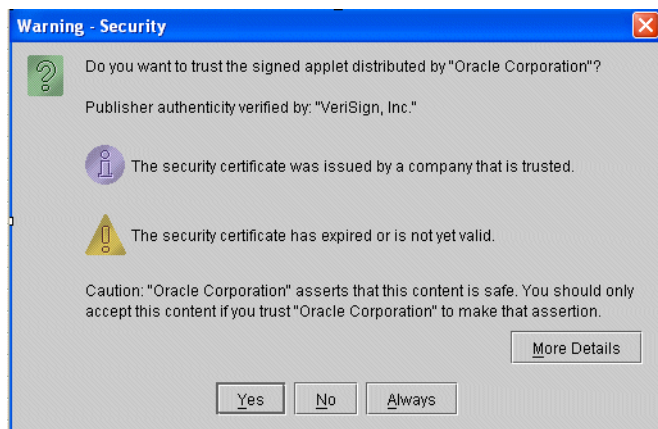 Warning - Security
Do you want to trust the signed applet distributed by "Oracle Corporation"?
Publisher authenticity verified by: "VeriSign, Inc."
The security certificate was issued by a company that is trusted.
The security certificate has expired or is not yet valid.
Caution: "Oracle Corporation" asserts that this content is safe. You should only
accept this content if you trust "Oracle Corporation" to make that assertion.
More Details
Yes No Always